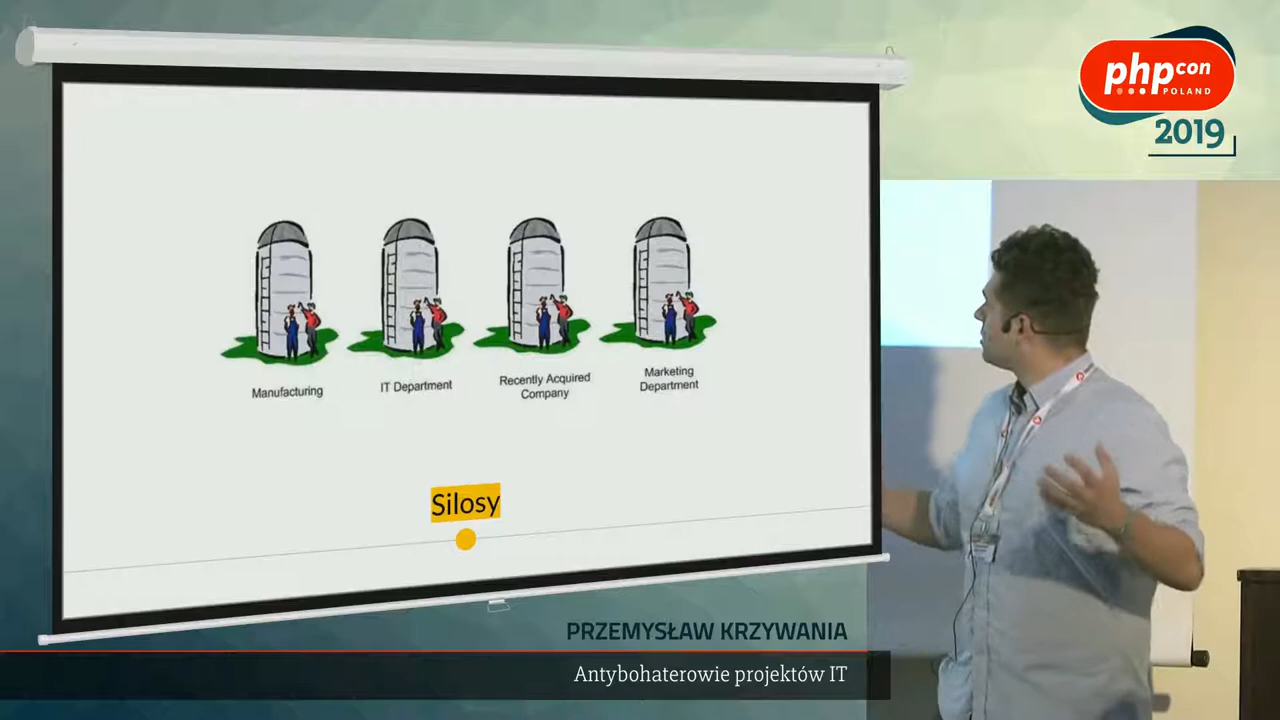 php con
POLAND
2019
Manufacturing
IT Department
Recently Acquired
Company
Marketing
Department
Silosy
PRZEMYSŁAW KRZYWANIA
Antybohaterowie projektów IT